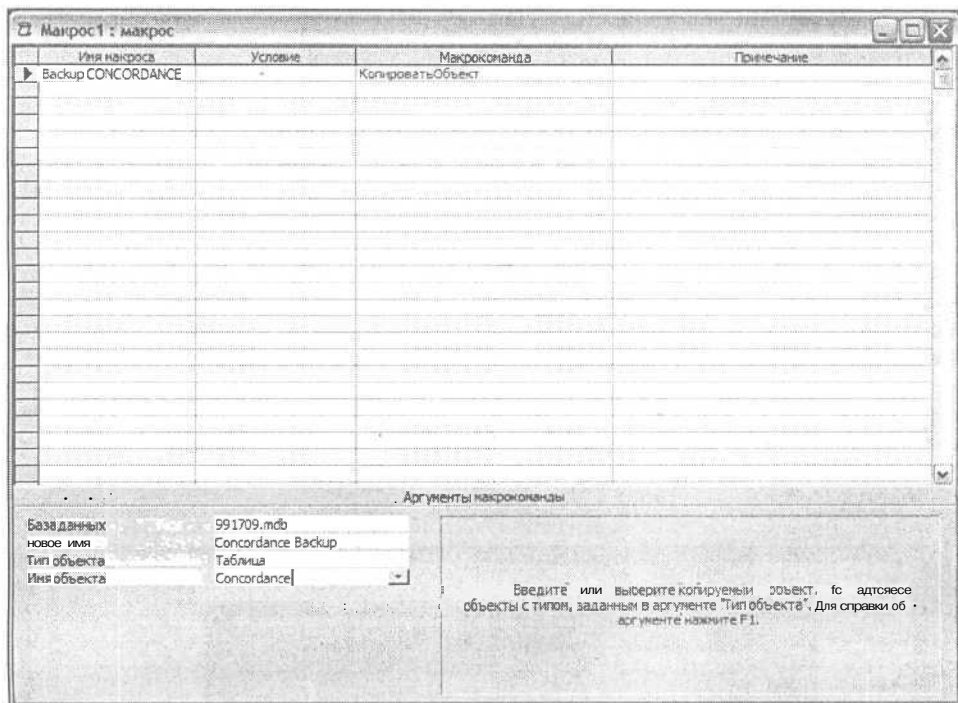 Макрос1 : макрос
Имя макроса Условие Макрокоманда Примечание
Backup CONCORDANCE КопироватьОбъект
Аргументы макрокоманды
База данных 991709.mdb
новое имя Concordance Backup
Тип объекта Таблица
Имя объекта Concordance
Введите или выберите копируемый объект. fc адтсяесе
объекты с типом, заданным в аргументе "Тип объекта". Для справки об
аргументе нажмите F1.